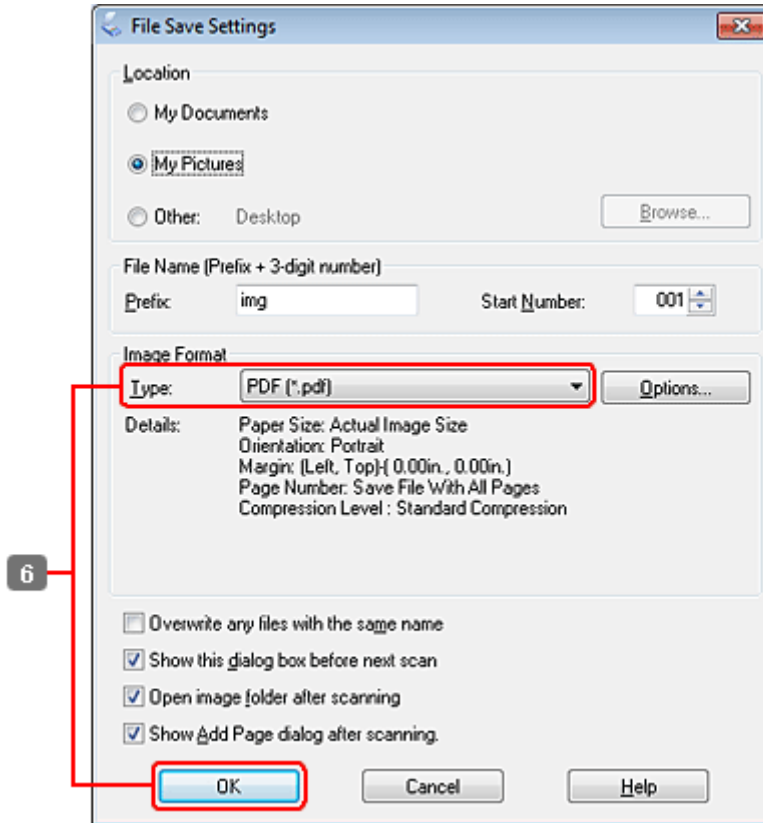 File Save Settings
Location
My Documents
My Pictures
Other: Desktop Browse...
File Name (Prefix + 3-digit number)
Prefix: img Start Number: 001
Image Format
Type: PDF (*.pdf) Options...
Details: Paper Size: Actual Image Size
Orientation: Portrait
Margin: (Left, Top)-( 0.00in., 0.00in.)
Page Number: Save File With All Pages
Compression Level : Standard Compression
6
Overwrite any files with the same name
Show this dialog box before next scan
Open image folder after scanning
Show Add Page dialog after scanning.
OK Cancel Help